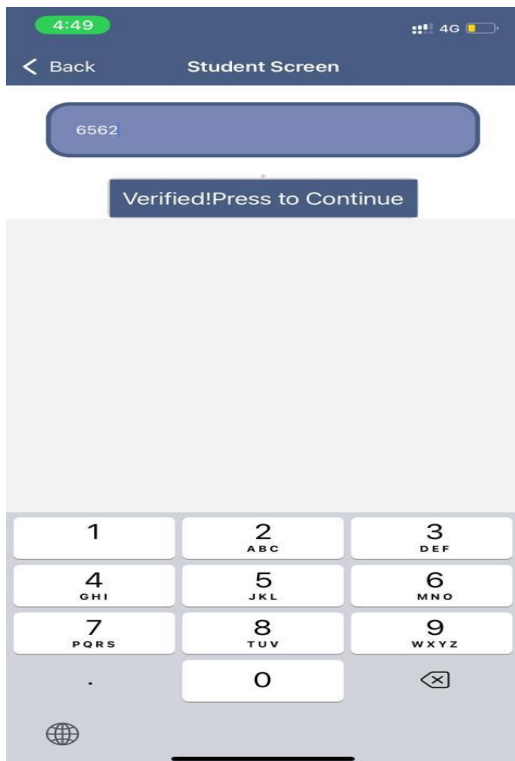 4:49 4G
Back Student Screen
6562
Verified!Press to Continue
1 2 3
ABC DEF
4 5 6
GHI JKL MNO
7 8 9
PQRS TUV WXYZ
. 0